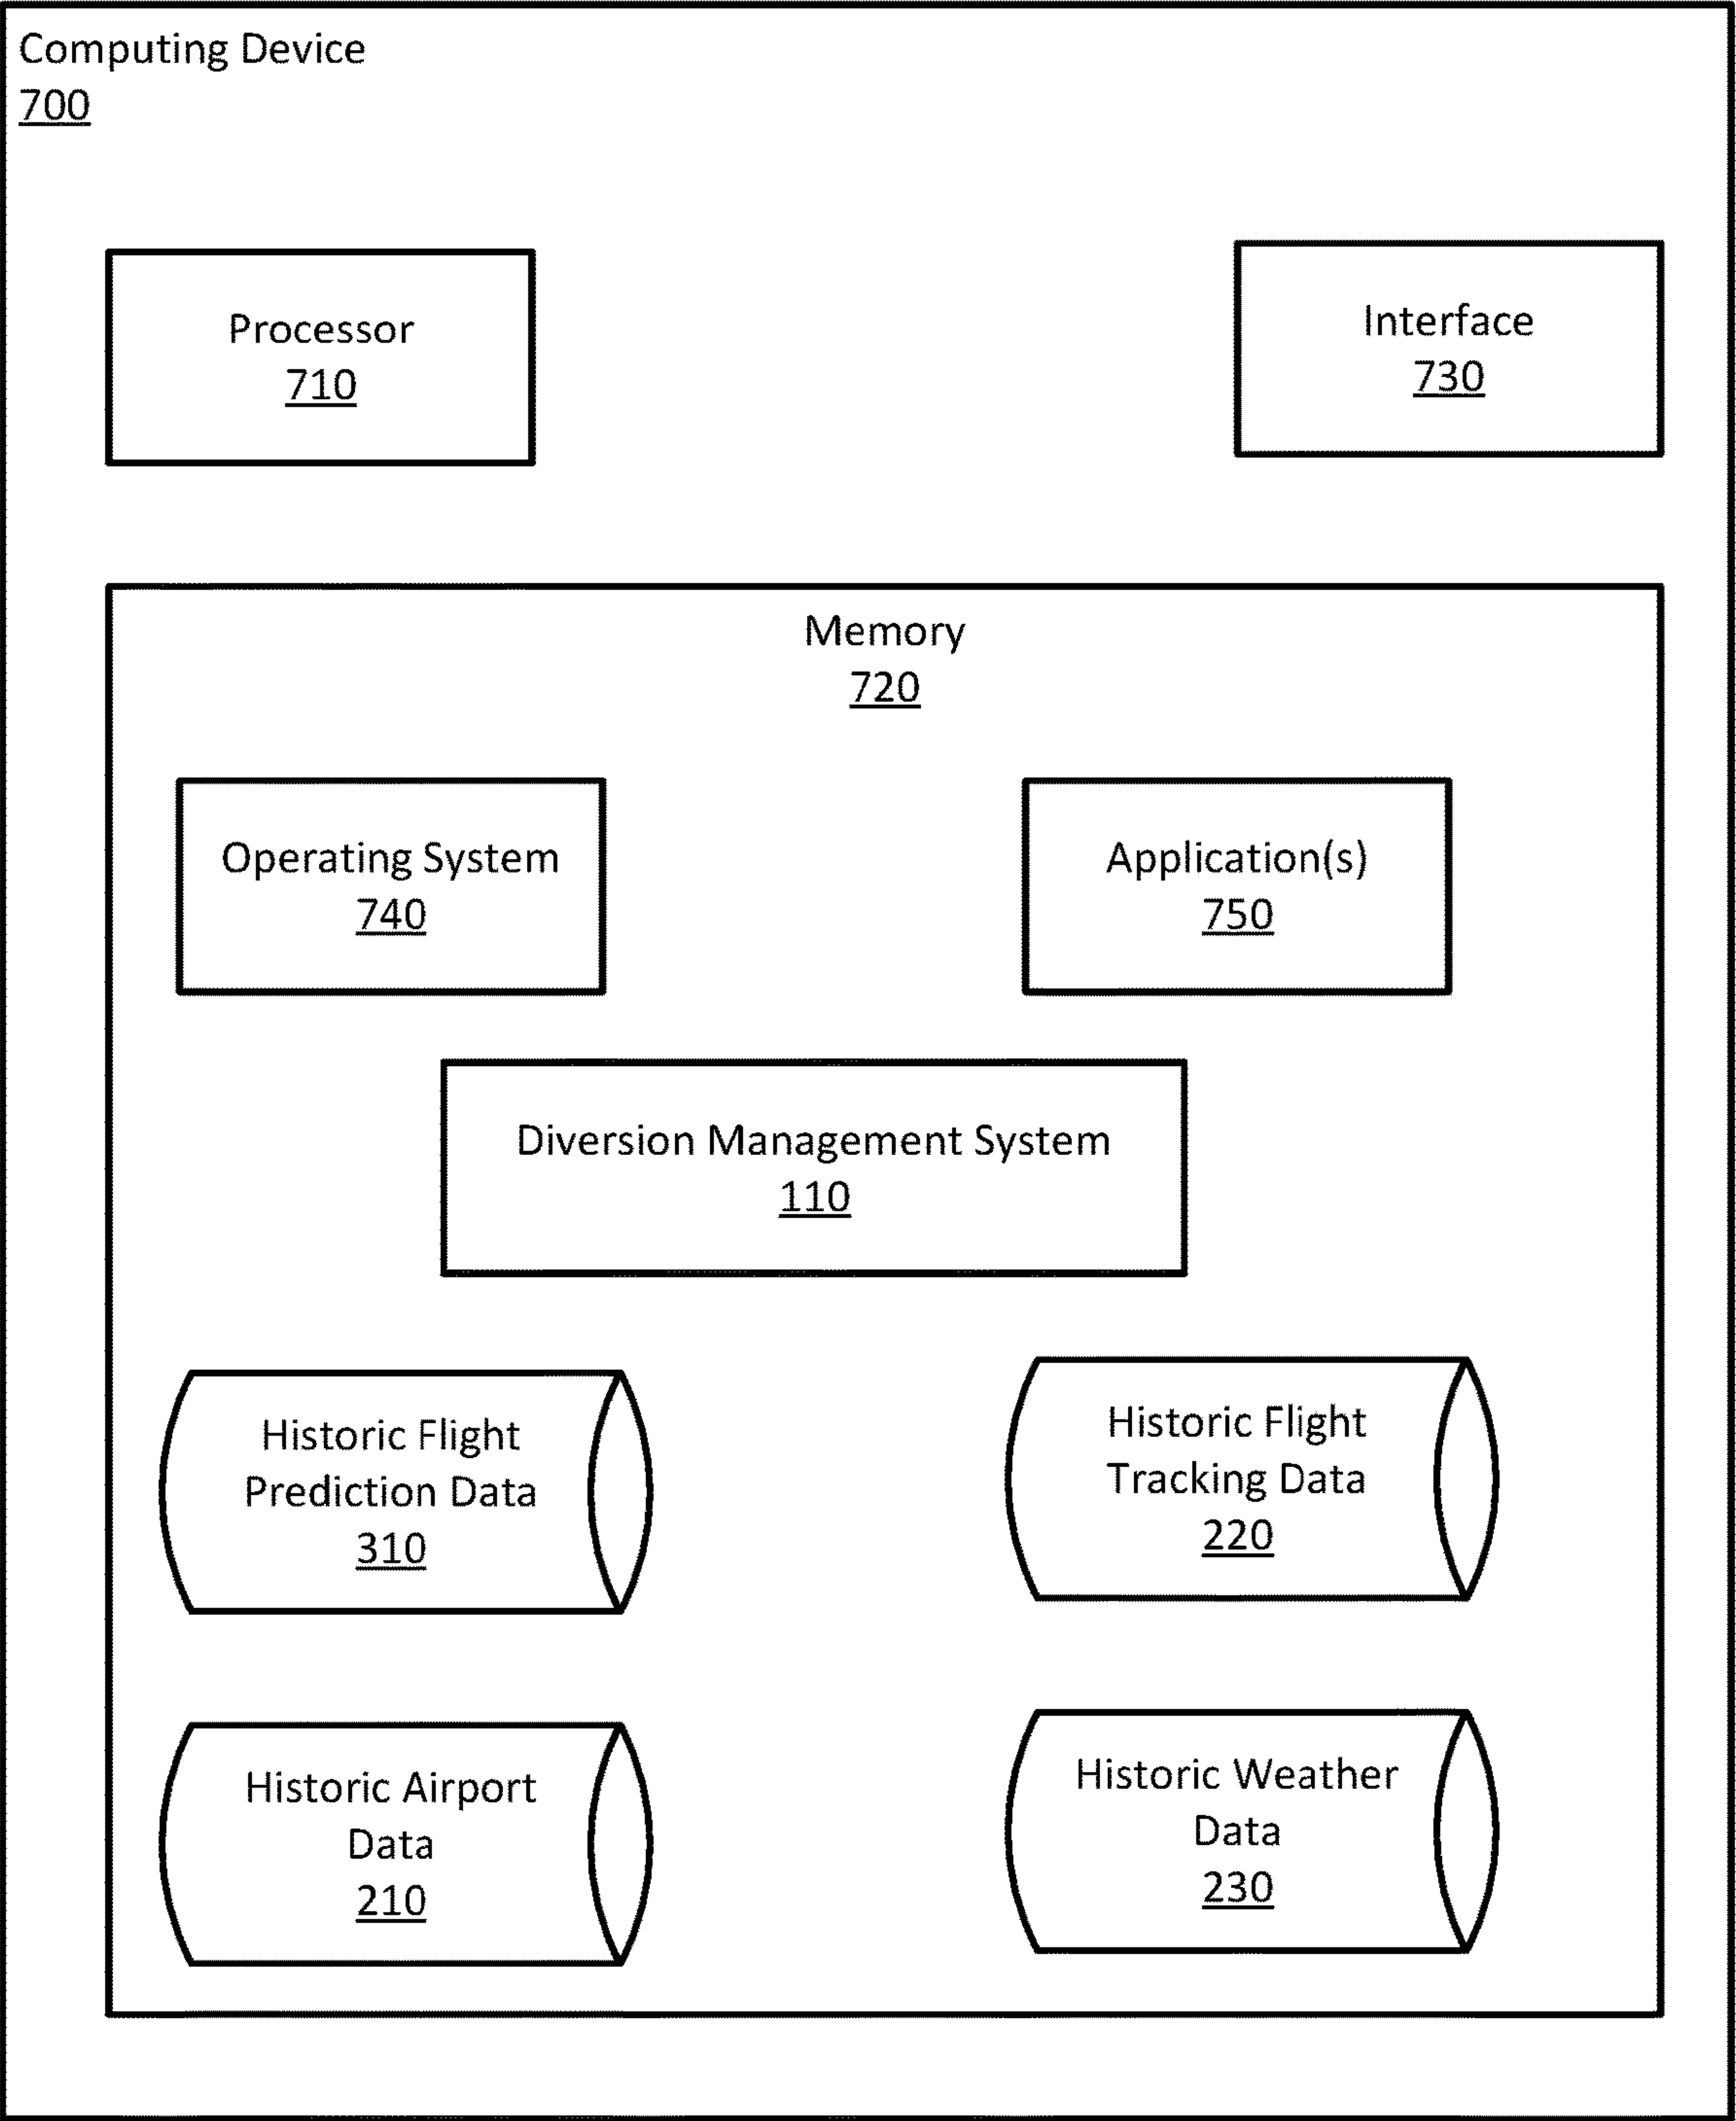 Computing Device
700
Processor
710
Interface
730
Memory
720
Operating System
740
Application(s)
750
Diversion Management System
110
Historic Flight
Prediction Data
310
Historic Flight
Tracking Data
220
Historic Airport
Data
210
Historic Weather
Data
230